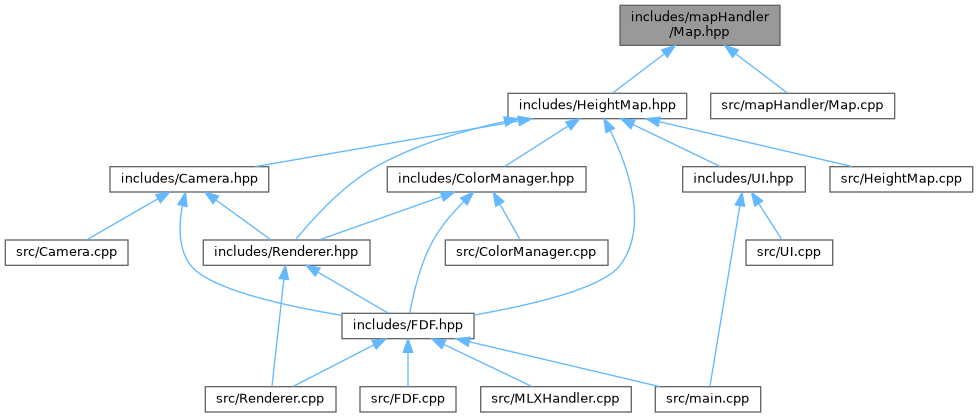 includes/mapHandler
/Map.hpp
includes/HeightMap.hpp
src/mapHandler/Map.cpp
includes/Camera.hpp
includes/ColorManager.hpp
includes/UI.hpp
src/HeightMap.cpp
src/Camera.cpp
includes/Renderer.hpp
src/ColorManager.cpp
src/UI.cpp
includes/FDF.hpp
src/Renderer.cpp
src/FDF.cpp
src/MLXHandler.cpp
src/main.cpp